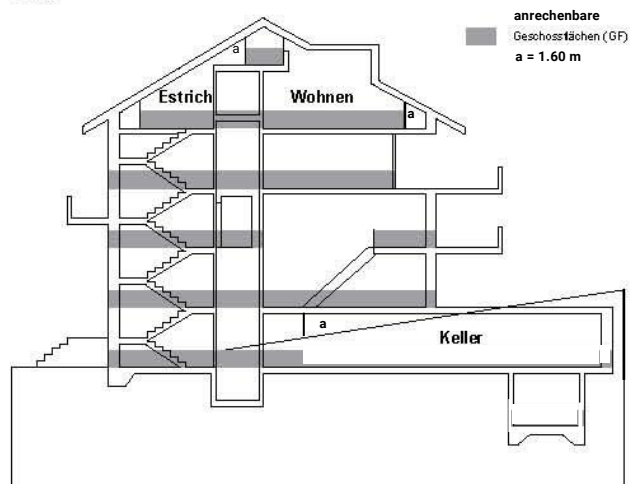 anrechenbare
Geschossflächen (GF)
a = 1.60 m
a
Estrich
Wohnen
a
a
Keller